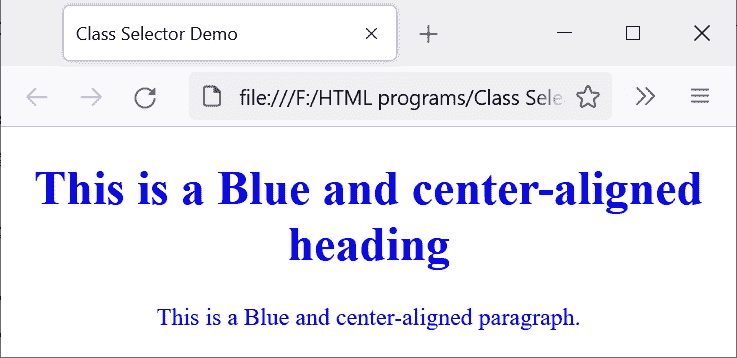 Class Selector Demo
file:///F:/HTML programs/Class Sele
This is a Blue and center-aligned
heading
This is a Blue and center-aligned paragraph.